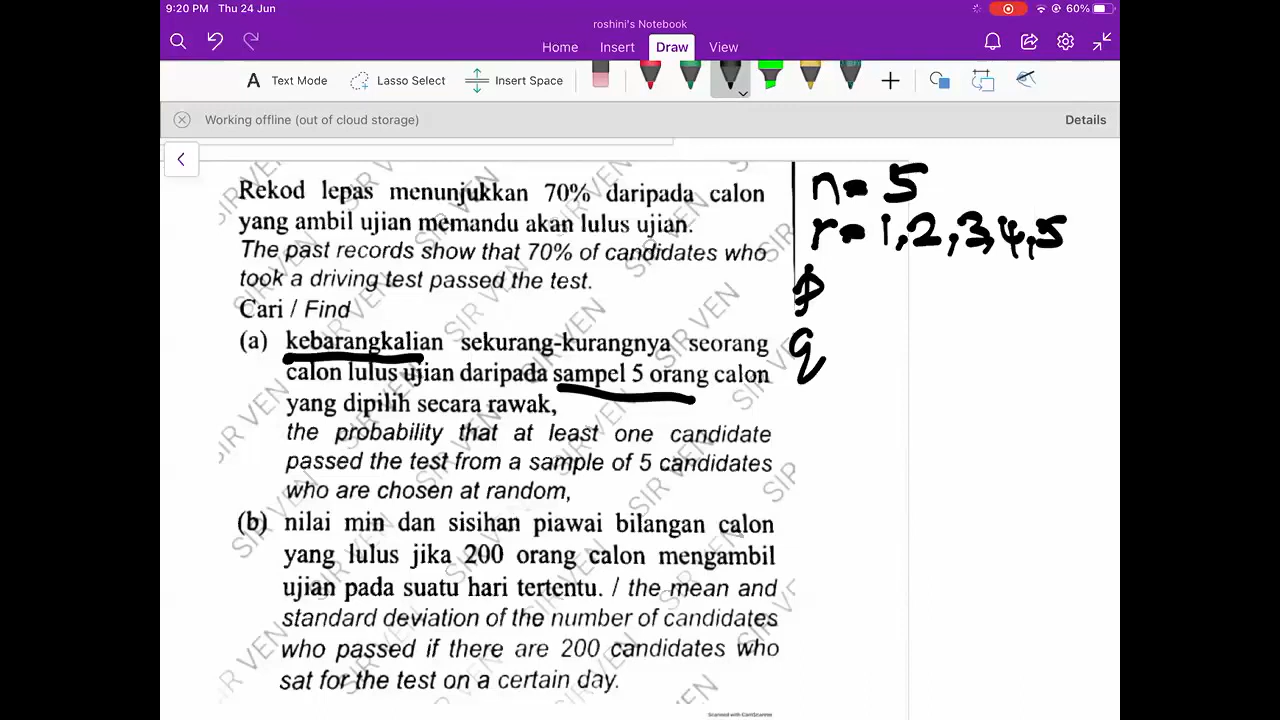 9:20 PM Thu 24 Jun
60%
roshini's Notebook
Home Insert Draw View
Text Mode Lasso Select Insert Space
Working offline (out of cloud storage) Details
Rekod lepas menunjukkan 70% daripada calon
yang ambil ujian memandu akan lulus ujian.
The past records show that 70% of candidates who
took a driving test passed the test.
Cari / Find
(a) kebarangkalian sekurang-kurangnya seorang
calon lulus ujian daripada sampel 5 orang calon
yang dipilih secara rawak,
the probability that at least one candidate
passed the test from a sample of 5 candidates
who are chosen at random,
(b) nilai min dan sisihan piawai bilangan calon
yang lulus jika 200 orang calon mengambil
ujian pada suatu hari tertentu. / the mean and
standard deviation of the number of candidates
who passed if there are 200 candidates who
sat for the test on a certain day.
n = 5
r = 1,2,3,4,5
p
q
SIR VEN
Scanned with CamScanner